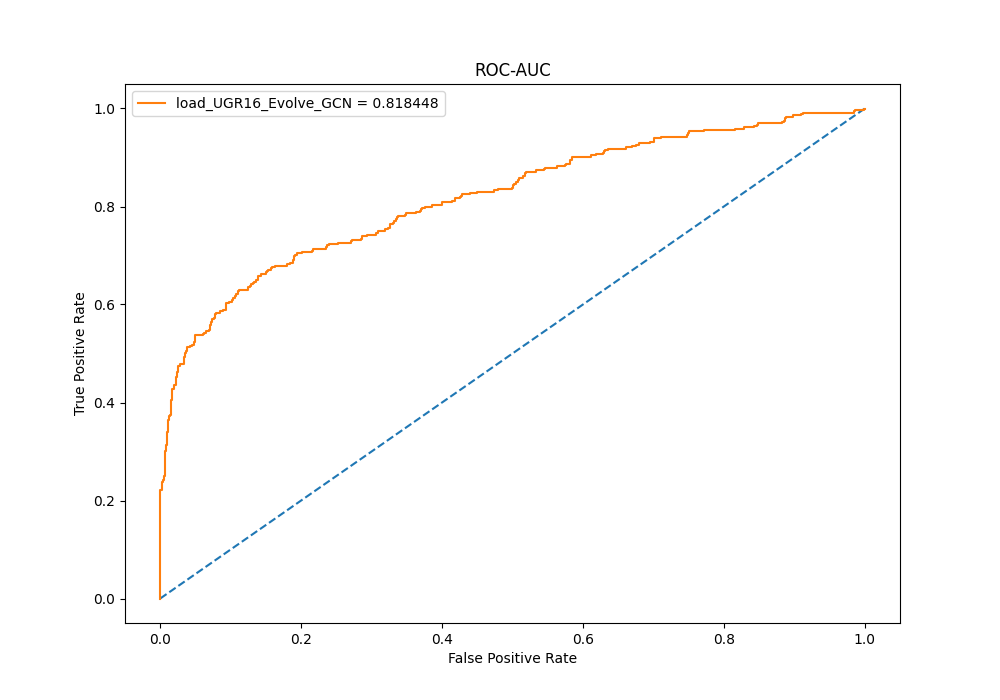 ROC-AUC
load_UGR16_Evolve_GCN = 0.818448
1.0
0.8
0.6
0.4
0.2
0.0
True Positive Rate
0.0 0.2 0.4 0.6 0.8 1.0
False Positive Rate